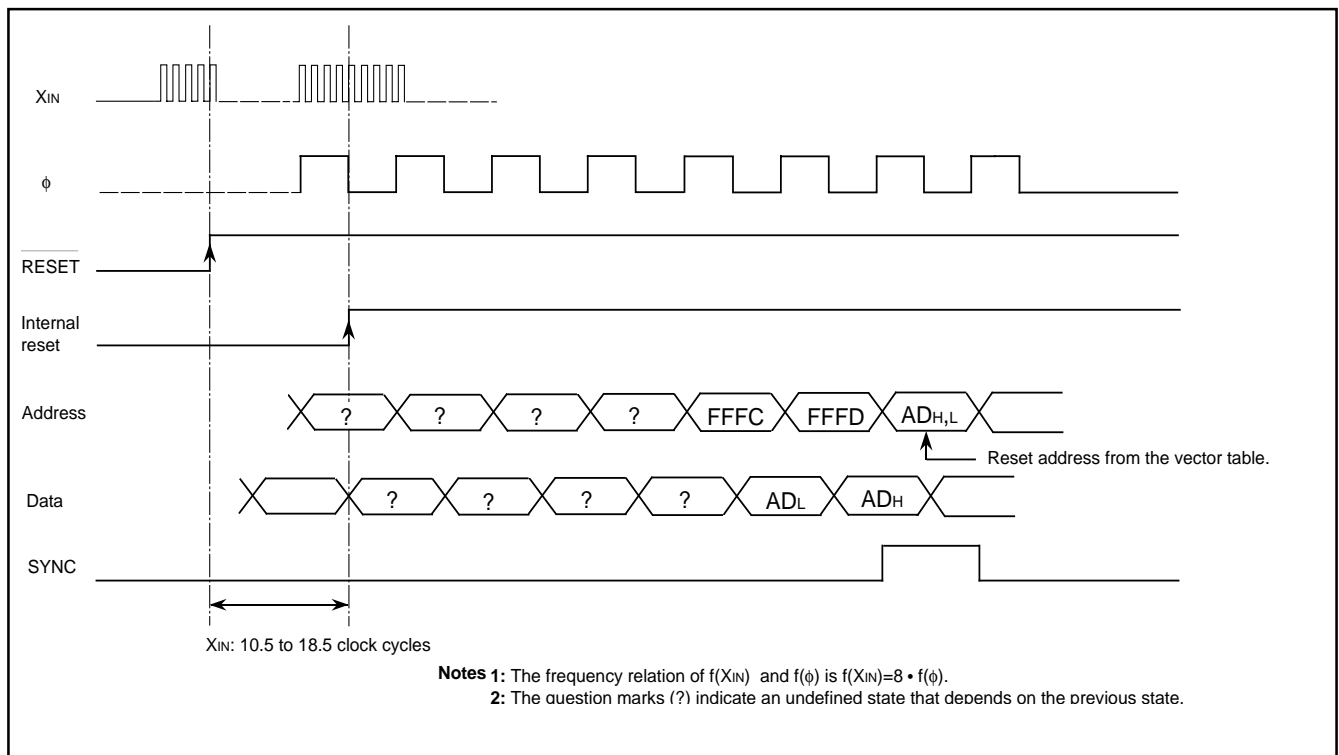 XIN
ϕ
RESET
Internal
reset
Address
? ? ? ? FFFC FFFD ADH,L
Reset address from the vector table.
Data
? ? ? ? ADL ADH
SYNC
XIN: 10.5 to 18.5 clock cycles
Notes 1: The frequency relation of f(XIN) and f(ϕ) is f(XIN)=8 • f(ϕ).
2: The question marks (?) indicate an undefined state that depends on the previous state.